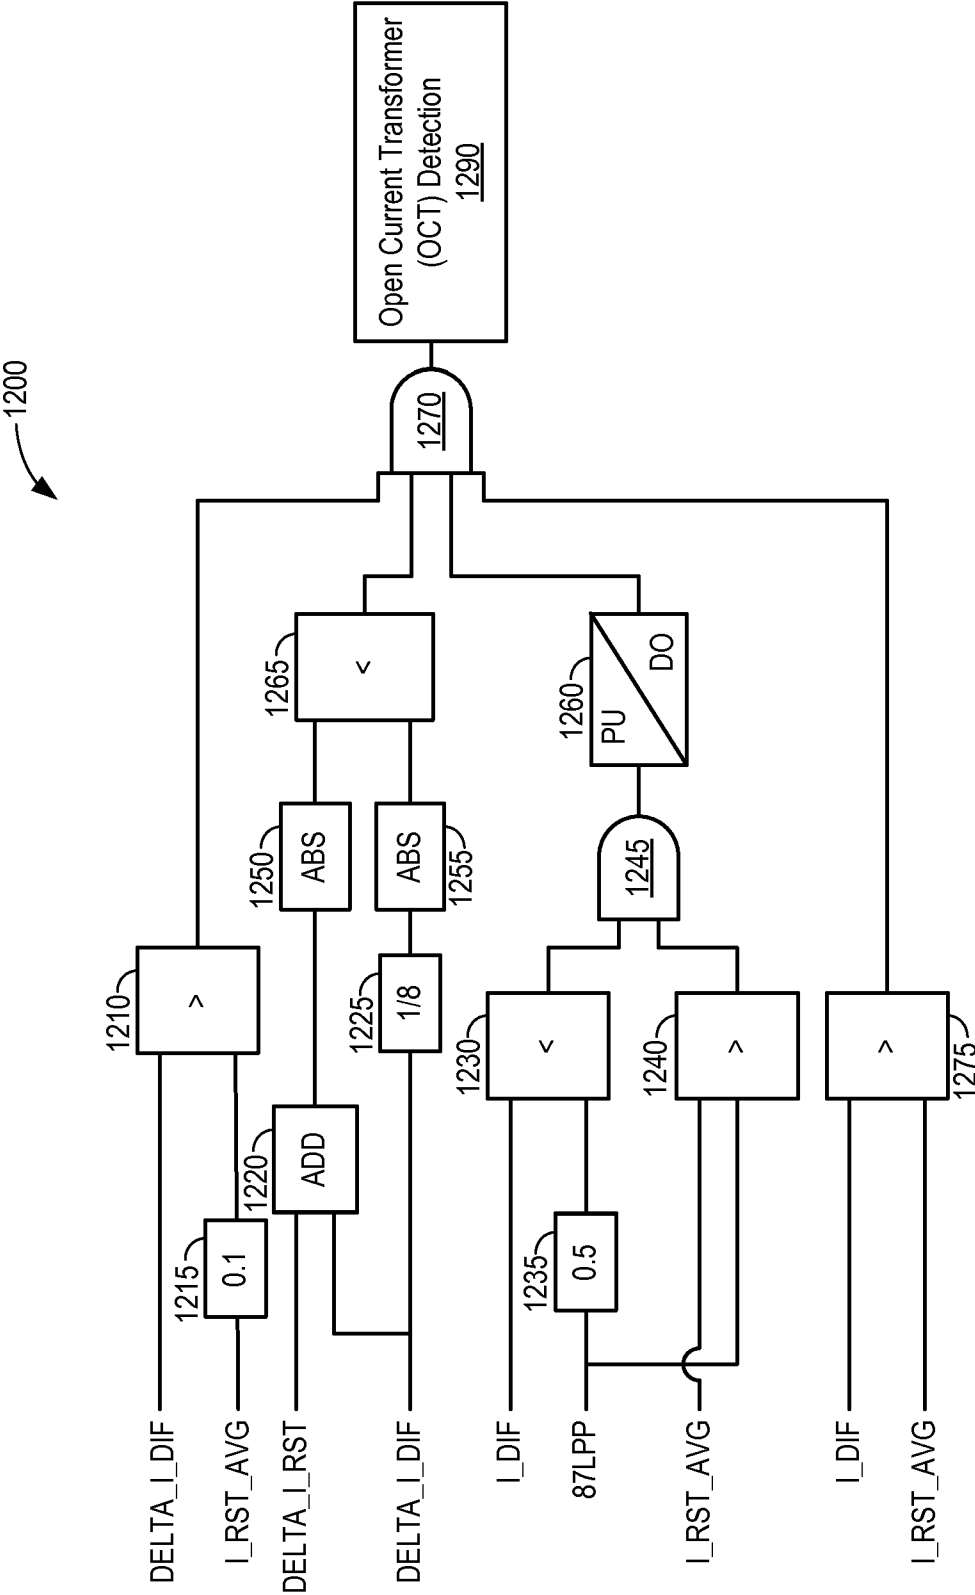 1200
DELTA_I_DIF
1210
>
I_RST_AVG
1215
0.1
DELTA_I_RST
1220
ADD
1250
ABS
1265
<
DELTA_I_DIF
1225
1/8
ABS
1255
Open Current Transformer
(OCT) Detection
1290
1270
I_DIF
1230
<
87LPP
1235
0.5
1245
1260
PU
DO
I_RST_AVG
1240
>
I_DIF
>
I_RST_AVG
1275